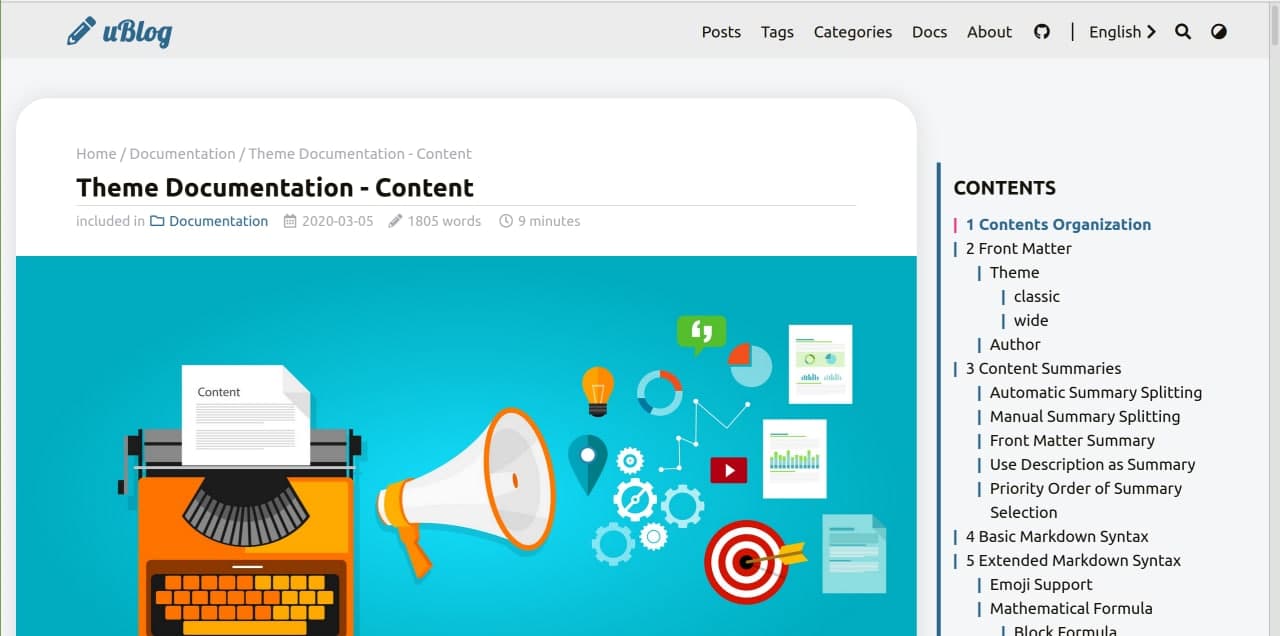 uBlog
Posts Tags Categories Docs About | English
Home / Documentation / Theme Documentation - Content
Theme Documentation - Content
included in Documentation 2020-03-05 1805 words 9 minutes
Content
CONTENTS
1 Contents Organization
2 Front Matter
Theme
classic
wide
Author
3 Content Summaries
Automatic Summary Splitting
Manual Summary Splitting
Front Matter Summary
Use Description as Summary
Priority Order of Summary
Selection
4 Basic Markdown Syntax
5 Extended Markdown Syntax
Emoji Support
Mathematical Formula
Block Formula